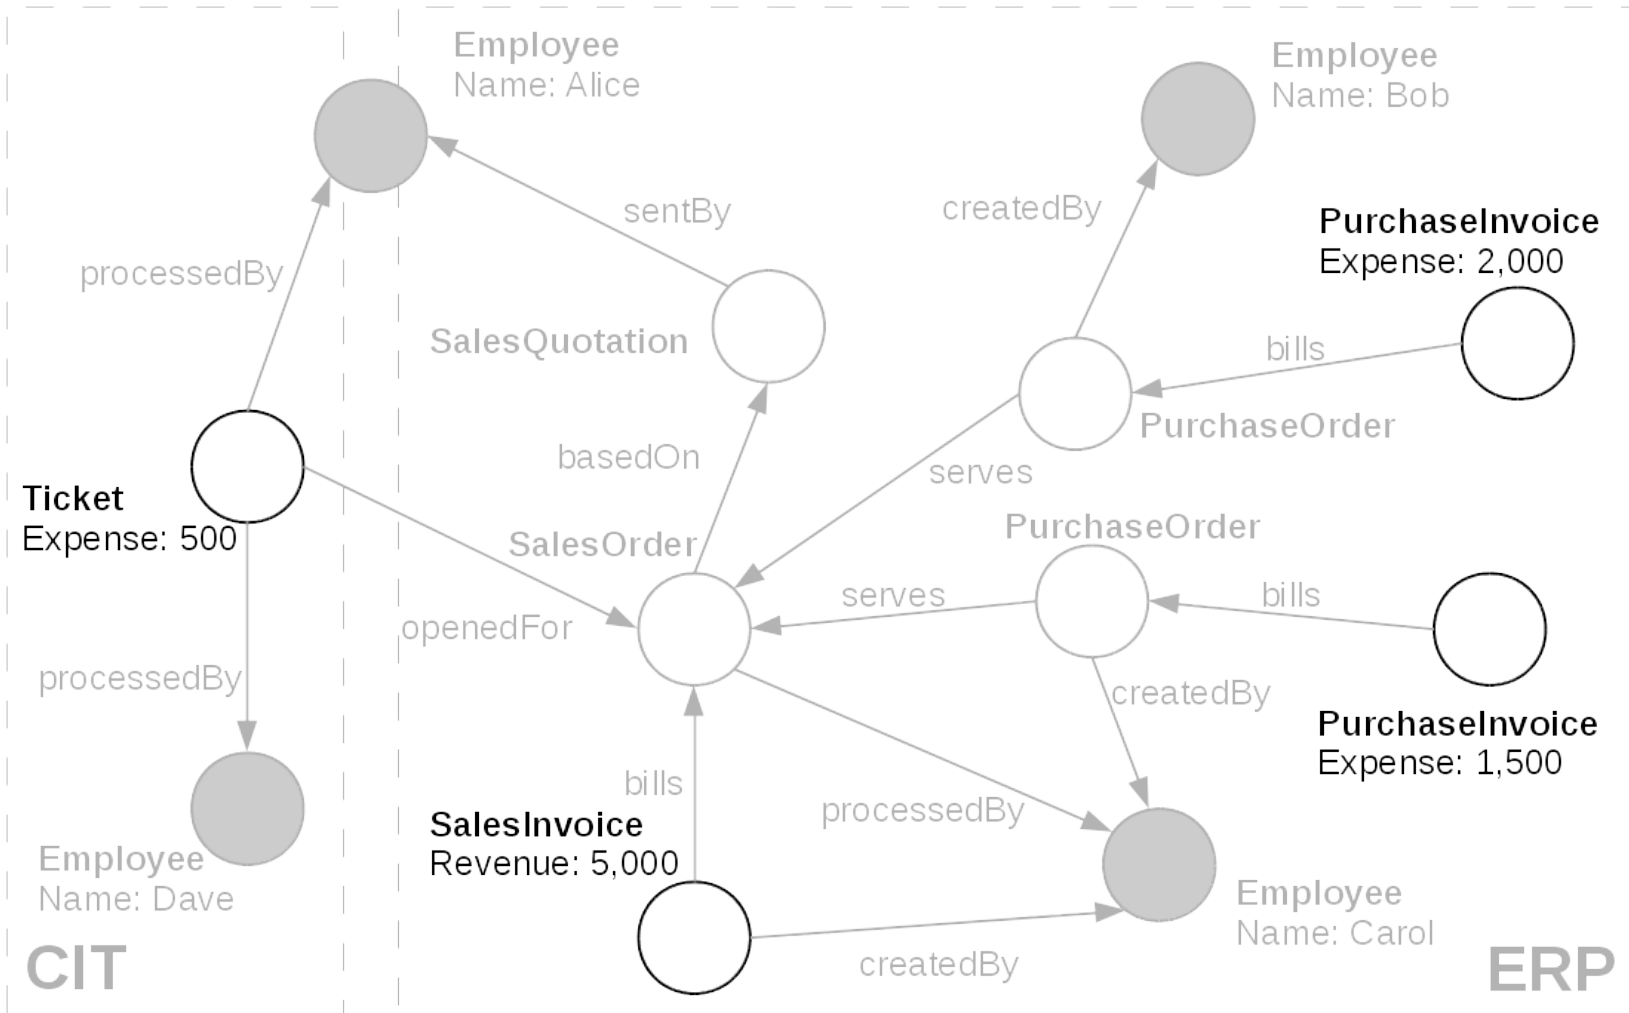 Employee
Name: Alice
Employee
Name: Bob
sentBy
createdBy
PurchaseInvoice
Expense: 2,000
processedBy
SalesQuotation
bills
PurchaseOrder
basedOn
serves
Ticket
Expense: 500
SalesOrder
PurchaseOrder
serves
bills
openedFor
processedBy
createdBy
PurchaseInvoice
Expense: 1,500
bills
processedBy
SalesInvoice
Revenue: 5,000
Employee
Name: Dave
Employee
Name: Carol
createdBy
CIT
ERP